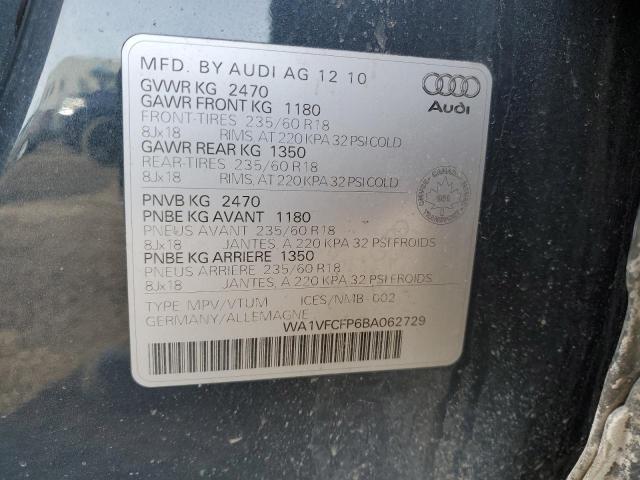 MFD. BY AUDI AG 12 10
GVWR KG 2470
GAWR FRONT KG 1180
FRONT-TIRES 235/60 R18
8Jx18 RIMS, AT 220 KPA 32 PSI COLD
GAWR REAR KG 1350
REAR-TIRES 235/60 R18
8Jx18 RIMS, AT 220 KPA 32 PSI COLD
Audi
PNVB KG 2470
PNBE KG AVANT 1180
PNEUS AVANT 235/60 R18
8Jx18 JANTES, A 220 KPA 32 PSI FROIDS
PNBE KG ARRIERE 1350
PNEUS ARRIERE 235/60 R18
8Jx18 JANTES, A 220 KPA 32 PSI FROIDS
CANADA
TRANSPORT
TYPE MPV/VTUM ICES/NMB-002
GERMANY/ALLEMAGNE WA1VFCFP6BA062729